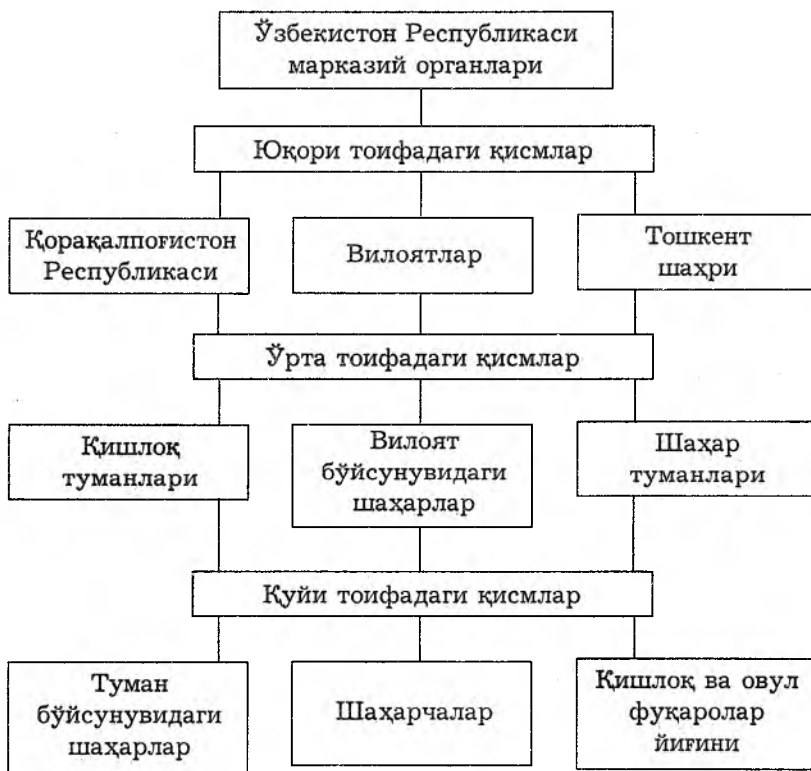 Ўзбекистон Республикаси
марказий органлари
Юқори тоифадаги қисмлар
Қорақалпоғистон
Республикаси
Вилоятлар
Тошкент
шаҳри
Ўрта тоифадаги қисмлар
Қишлоқ
туманлари
Вилоят
бўйсунувидаги
шаҳарлар
Шаҳар
туманлари
Қуйи тоифадаги қисмлар
Туман
бўйсунувидаги
шаҳарлар
Шаҳарчалар
Қишлоқ ва овул
фуқаролар
йиғини